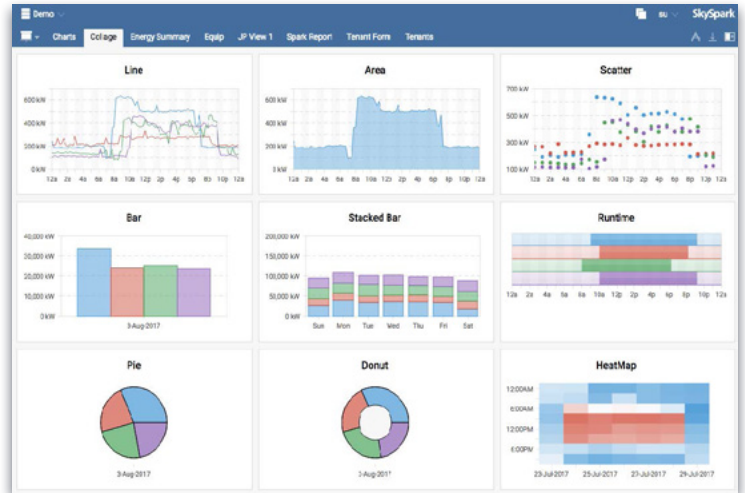 Demo su SkySpark
Charts Collage Energy Summary Equip JP View 1 Spark Report Tenant Form Tenants
Line
600 kW
400 kW
200 kW
0 kW
12a 2a 4a 6a 8a 10a 12p 2p 4p 6p 8p 10p 12a
Area
600 kW
400 kW
200 kW
0 kW
12a 2a 4a 6a 8a 10a 12p 2p 4p 6p 8p 10p 12a
Scatter
700 kW
500 kW
300 kW
100 kW
12a 2a 4a 6a 8a 10a 12p 2p 4p 6p 8p 10p 12a
Bar
40,000 kW
30,000 kW
20,000 kW
10,000 kW
0 kW
3-Aug-2017
Stacked Bar
200,000 kW
150,000 kW
100,000 kW
50,000 kW
0 kW
Sun Mon Tue Wed Thu Fri Sat
Runtime
12a 2a 4a 6a 8a 10a 12p 2p 4p 6p 8p 10p 12a
Pie
3-Aug-2017
Donut
3-Aug-2017
HeatMap
12:00AM
6:00AM
12:00PM
6:00PM
23-Jul-2017 25-Jul-2017 27-Jul-2017 29-Jul-2017